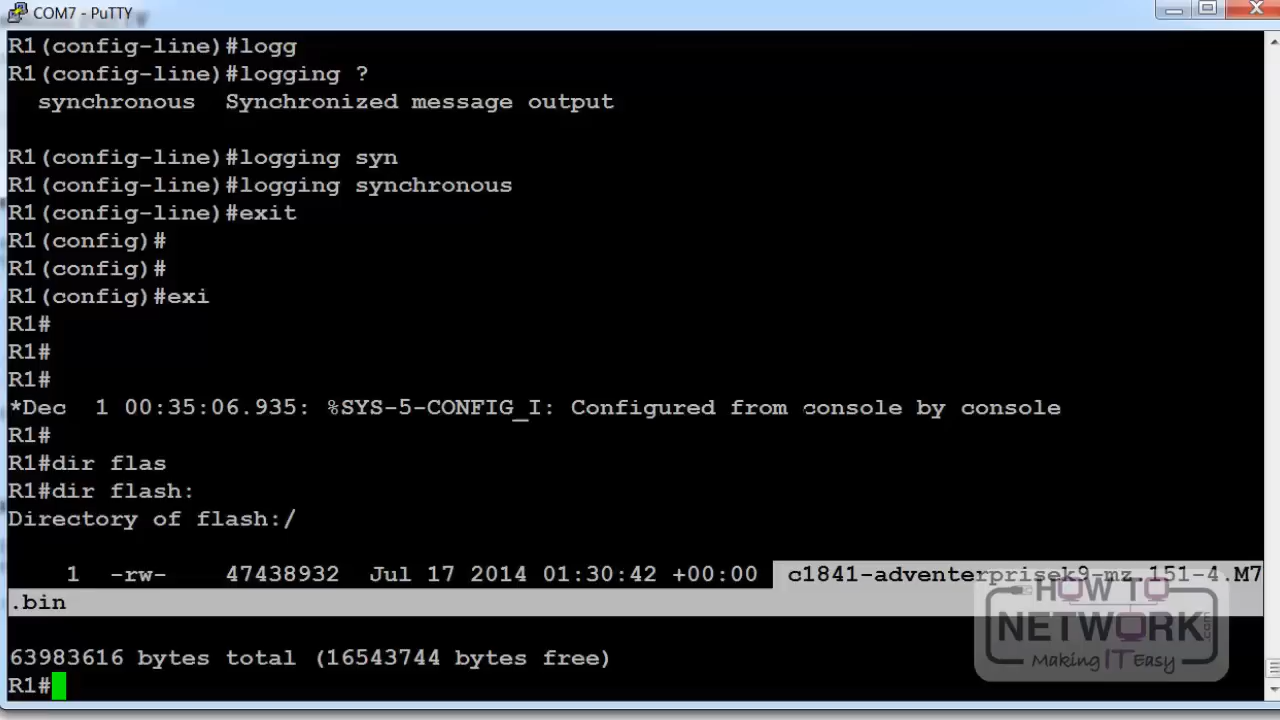 COM7 - PuTTY
R1(config-line)#logg
R1(config-line)#logging ?
synchronous Synchronized message output
R1(config-line)#logging syn
R1(config-line)#logging synchronous
R1(config-line)#exit
R1(config)#
R1(config)#
R1(config)#exi
R1#
R1#
R1#
*Dec 1 00:35:06.935: %SYS-5-CONFIG_I: Configured from console by console
R1#
R1#dir flas
R1#dir flash:
Directory of flash:/
1 -rw- 47438932 Jul 17 2014 01:30:42 +00:00 c1841-adventerprisek9-mz.151-4.M7
.bin
63983616 bytes total (16543744 bytes free)
R1#
HOW TO
NETWORK.com
Making IT Easy